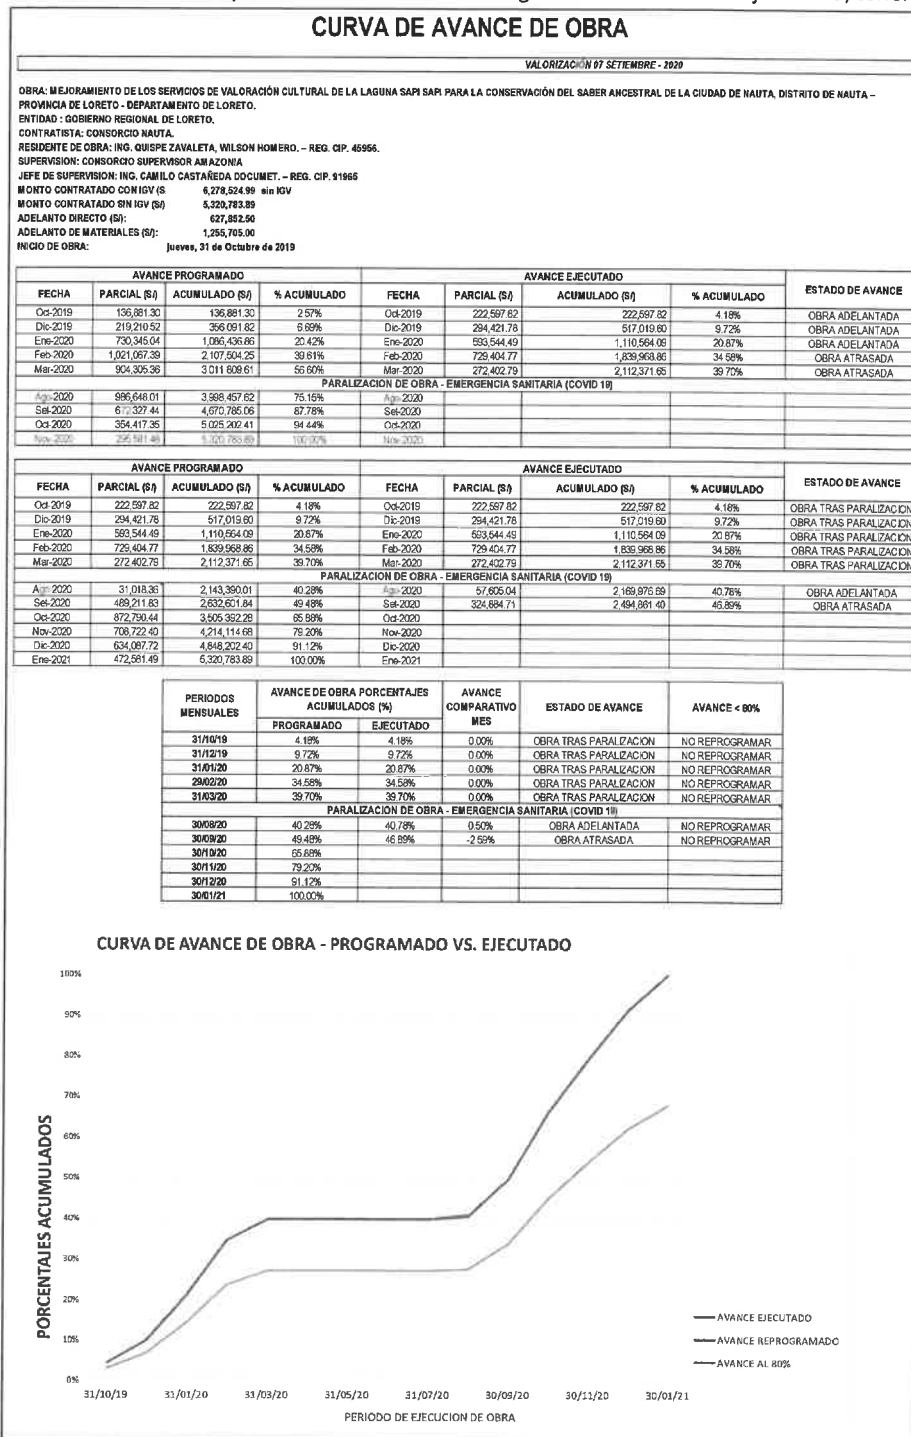 CURVA DE AVANCE DE OBRA
VALORIZACIÓN 07 SETIEMBRE - 2020
OBRA: MEJORAMIENTO DE LOS SERVICIOS DE VALORACIÓN CULTURAL DE LA LAGUNA SAPI SAPI PARA LA CONSERVACIÓN DEL SABER ANCESTRAL DE LA CIUDAD DE NAUTA, DISTRITO DE NAUTA –
PROVINCIA DE LORETO - DEPARTAMENTO DE LORETO.
ENTIDAD : GOBIERNO REGIONAL DE LORETO.
CONTRATISTA: CONSORCIO NAUTA.
RESIDENTE DE OBRA: ING. QUISPE ZAVALETA, WILSON HOMERO. – REG. CIP. 45956.
SUPERVISION: CONSORCIO SUPERVISOR AMAZONIA
JEFE DE SUPERVISION: ING. CAMILO CASTAÑEDA DOCUMET. – REG. CIP. 91965
MONTO CONTRATADO CON IGV (S 6,278,524.99 sin IGV
MONTO CONTRATADO SIN IGV (S/) 5,320,783.89
ADELANTO DIRECTO (S/): 627,852.50
ADELANTO DE MATERIALES (S/): 1,255,705.00
INICIO DE OBRA: jueves, 31 de Octubre de 2019
AVANCE PROGRAMADO AVANCE EJECUTADO ESTADO DE AVANCE
FECHA PARCIAL (S/) ACUMULADO (S/) % ACUMULADO FECHA PARCIAL (S/) ACUMULADO (S/) % ACUMULADO
Oct-2019 136,881.30 136,881.30 2.57% Oct-2019 222,597.82 222,597.82 4.18% OBRA ADELANTADA
Dic-2019 219,210.52 356,091.82 6.69% Dic-2019 294,421.78 517,019.60 9.72% OBRA ADELANTADA
Ene-2020 730,345.04 1,086,436.86 20.42% Ene-2020 593,544.49 1,110,564.09 20.87% OBRA ADELANTADA
Feb-2020 1,021,067.39 2,107,504.25 39.61% Feb-2020 729,404.77 1,839,968.86 34.58% OBRA ATRASADA
Mar-2020 904,305.36 3,011,809.61 56.60% Mar-2020 272,402.79 2,112,371.65 39.70% OBRA ATRASADA
PARALIZACION DE OBRA - EMERGENCIA SANITARIA (COVID 19)
Ago-2020 986,648.01 3,998,457.62 75.15% Ago-2020
Set-2020 672,327.44 4,670,785.06 87.78% Set-2020
Oct-2020 354,417.35 5,025,202.41 94.44% Oct-2020
Nov-2020 295,581.48 5,320,783.89 100.00% Nov-2020
AVANCE PROGRAMADO AVANCE EJECUTADO ESTADO DE AVANCE
FECHA PARCIAL (S/) ACUMULADO (S/) % ACUMULADO FECHA PARCIAL (S/) ACUMULADO (S/) % ACUMULADO
Oct-2019 222,597.82 222,597.82 4.18% Oct-2019 222,597.82 222,597.82 4.18% OBRA TRAS PARALIZACION
Dic-2019 294,421.78 517,019.60 9.72% Dic-2019 294,421.78 517,019.60 9.72% OBRA TRAS PARALIZACION
Ene-2020 593,544.49 1,110,564.09 20.87% Ene-2020 593,544.49 1,110,564.09 20.87% OBRA TRAS PARALIZACION
Feb-2020 729,404.77 1,839,968.86 34.58% Feb-2020 729,404.77 1,839,968.86 34.58% OBRA TRAS PARALIZACION
Mar-2020 272,402.79 2,112,371.65 39.70% Mar-2020 272,402.79 2,112,371.65 39.70% OBRA TRAS PARALIZACION
PARALIZACION DE OBRA - EMERGENCIA SANITARIA (COVID 19)
Ago-2020 31,018.36 2,143,390.01 40.28% Ago-2020 57,605.04 2,169,976.69 40.78% OBRA ADELANTADA
Set-2020 489,211.83 2,632,601.84 49.48% Set-2020 324,884.71 2,494,861.40 46.89% OBRA ATRASADA
Oct-2020 872,790.44 3,505,392.28 65.88% Oct-2020
Nov-2020 708,722.40 4,214,114.68 79.20% Nov-2020
Dic-2020 634,087.72 4,848,202.40 91.12% Dic-2020
Ene-2021 472,581.49 5,320,783.89 100.00% Ene-2021
PERIODOS MENSUALES AVANCE DE OBRA PORCENTAJES ACUMULADOS (%) AVANCE COMPARATIVO MES ESTADO DE AVANCE AVANCE < 80%
PROGRAMADO EJECUTADO
31/10/19 4.18% 4.18% 0.00% OBRA TRAS PARALIZACION NO REPROGRAMAR
31/12/19 9.72% 9.72% 0.00% OBRA TRAS PARALIZACION NO REPROGRAMAR
31/01/20 20.87% 20.87% 0.00% OBRA TRAS PARALIZACION NO REPROGRAMAR
29/02/20 34.58% 34.58% 0.00% OBRA TRAS PARALIZACION NO REPROGRAMAR
31/03/20 39.70% 39.70% 0.00% OBRA TRAS PARALIZACION NO REPROGRAMAR
PARALIZACION DE OBRA - EMERGENCIA SANITARIA (COVID 19)
30/08/20 40.28% 40.78% 0.50% OBRA ADELANTADA NO REPROGRAMAR
30/09/20 49.48% 46.89% -2.59% OBRA ATRASADA NO REPROGRAMAR
30/10/20 65.88%
30/11/20 79.20%
30/12/20 91.12%
30/01/21 100.00%
CURVA DE AVANCE DE OBRA - PROGRAMADO VS. EJECUTADO
100%
90%
80%
70%
60%
50%
40%
30%
20%
10%
0%
PORCENTAJES ACUMULADOS
31/10/19 31/01/20 31/03/20 31/05/20 31/07/20 30/09/20 30/11/20 30/01/21
PERIODO DE EJECUCION DE OBRA
AVANCE EJECUTADO
AVANCE REPROGRAMADO
AVANCE AL 80%